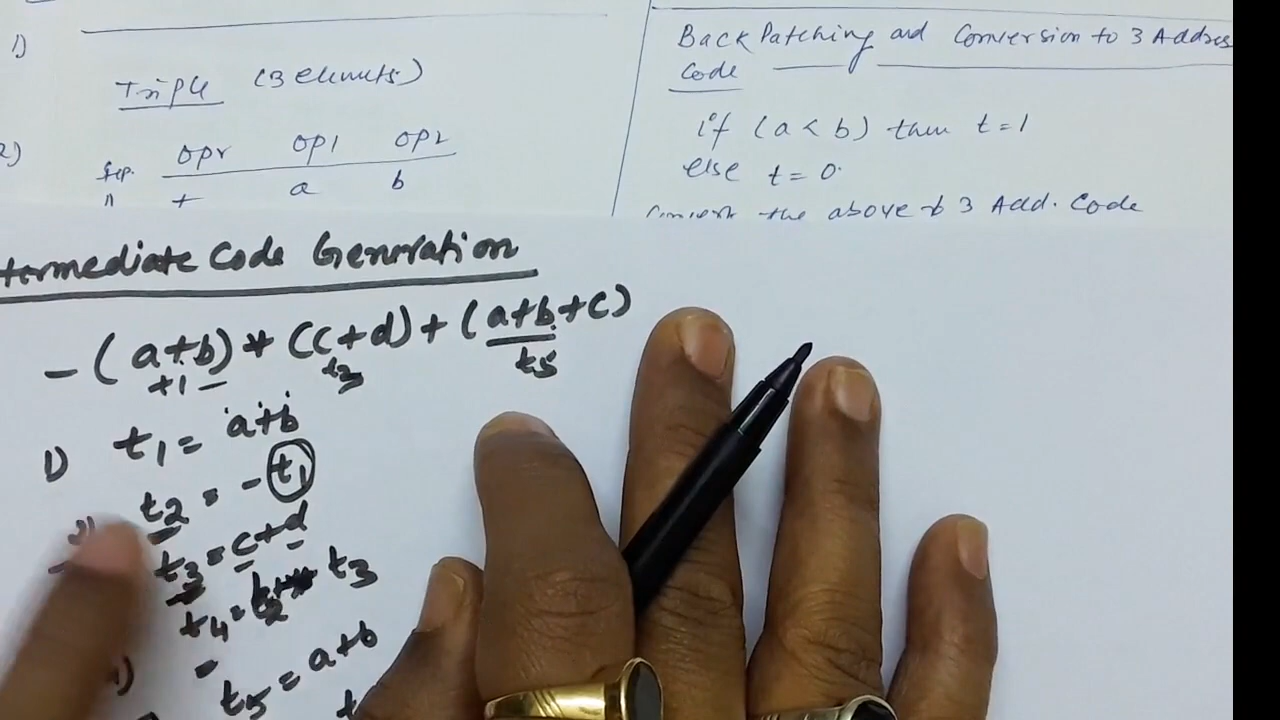 1)
Triple (3 elements.)
2)
opr op1 op2
1) + a b
Back Patching and Conversion to 3 Address
Code
if (a < b) then t = 1
else t = 0.
the above to 3 Add. Code
termediate Code Generation
- (a+b) * (c+d) + (a+b+c)
t1 - t3 t5
1) t1 = a+b
t2 = - t1
t3 = c+d
t4 = t2 * t3
t5 = a+b